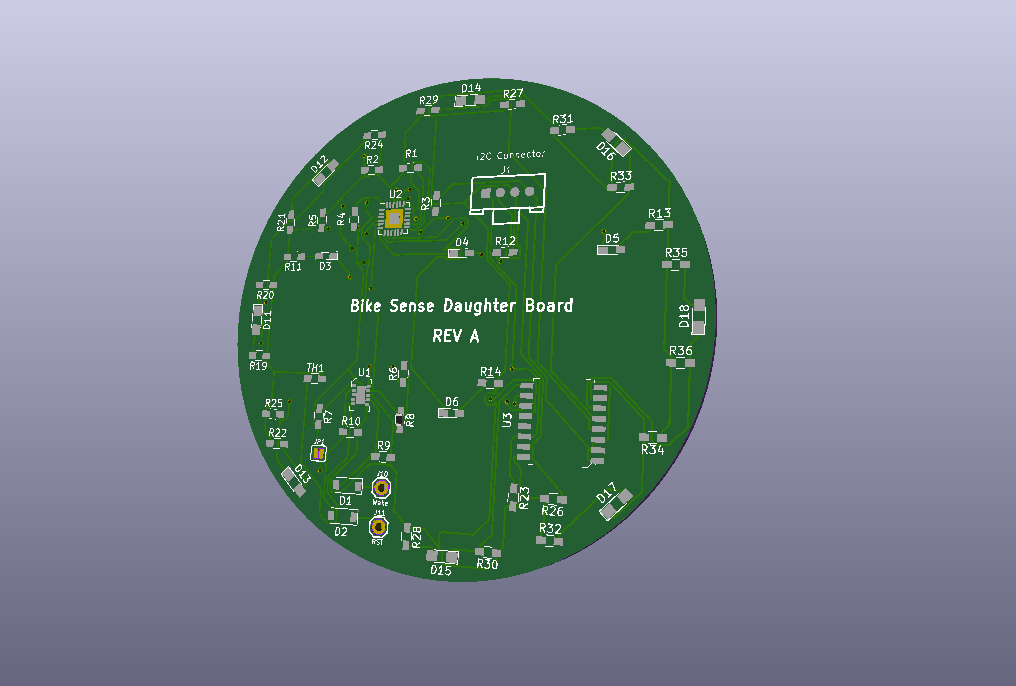 D14
R29
R27
R31
R24
D16
R1
I2C Connector
D12
R2
J1
R33
U2
R21
R5
R4
R3
R13
D4
R12
D5
R11
D3
R35
R20
Bike Sense Daughter Board
D11
D18
REV A
R19
R36
TH1
U1
R6
R14
R25
R7
R10
R8
D6
U3
R22
JP1
R9
R34
D13
J10
D1
Wake
R23
R26
D17
J11
D2
RST
R28
R32
D15
R30